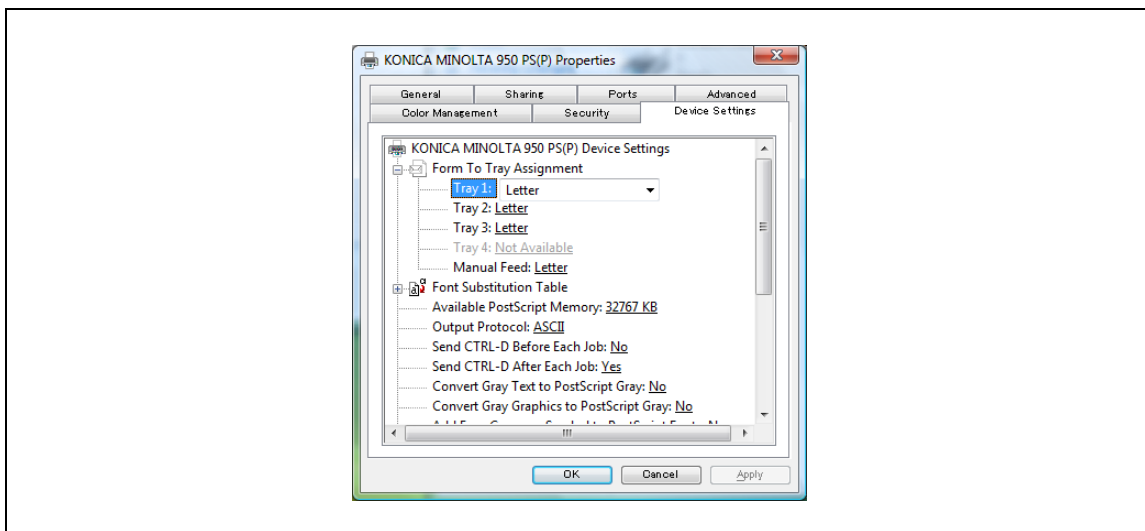 KONICA MINOLTA 950 PS(P) Properties
General Sharing Ports Advanced
Color Management Security Device Settings
KONICA MINOLTA 950 PS(P) Device Settings
Form To Tray Assignment
Tray 1: Letter
Tray 2: Letter
Tray 3: Letter
Tray 4: Not Available
Manual Feed: Letter
Font Substitution Table
Available PostScript Memory: 32767 KB
Output Protocol: ASCII
Send CTRL-D Before Each Job: No
Send CTRL-D After Each Job: Yes
Convert Gray Text to PostScript Gray: No
Convert Gray Graphics to PostScript Gray: No
OK Cancel Apply